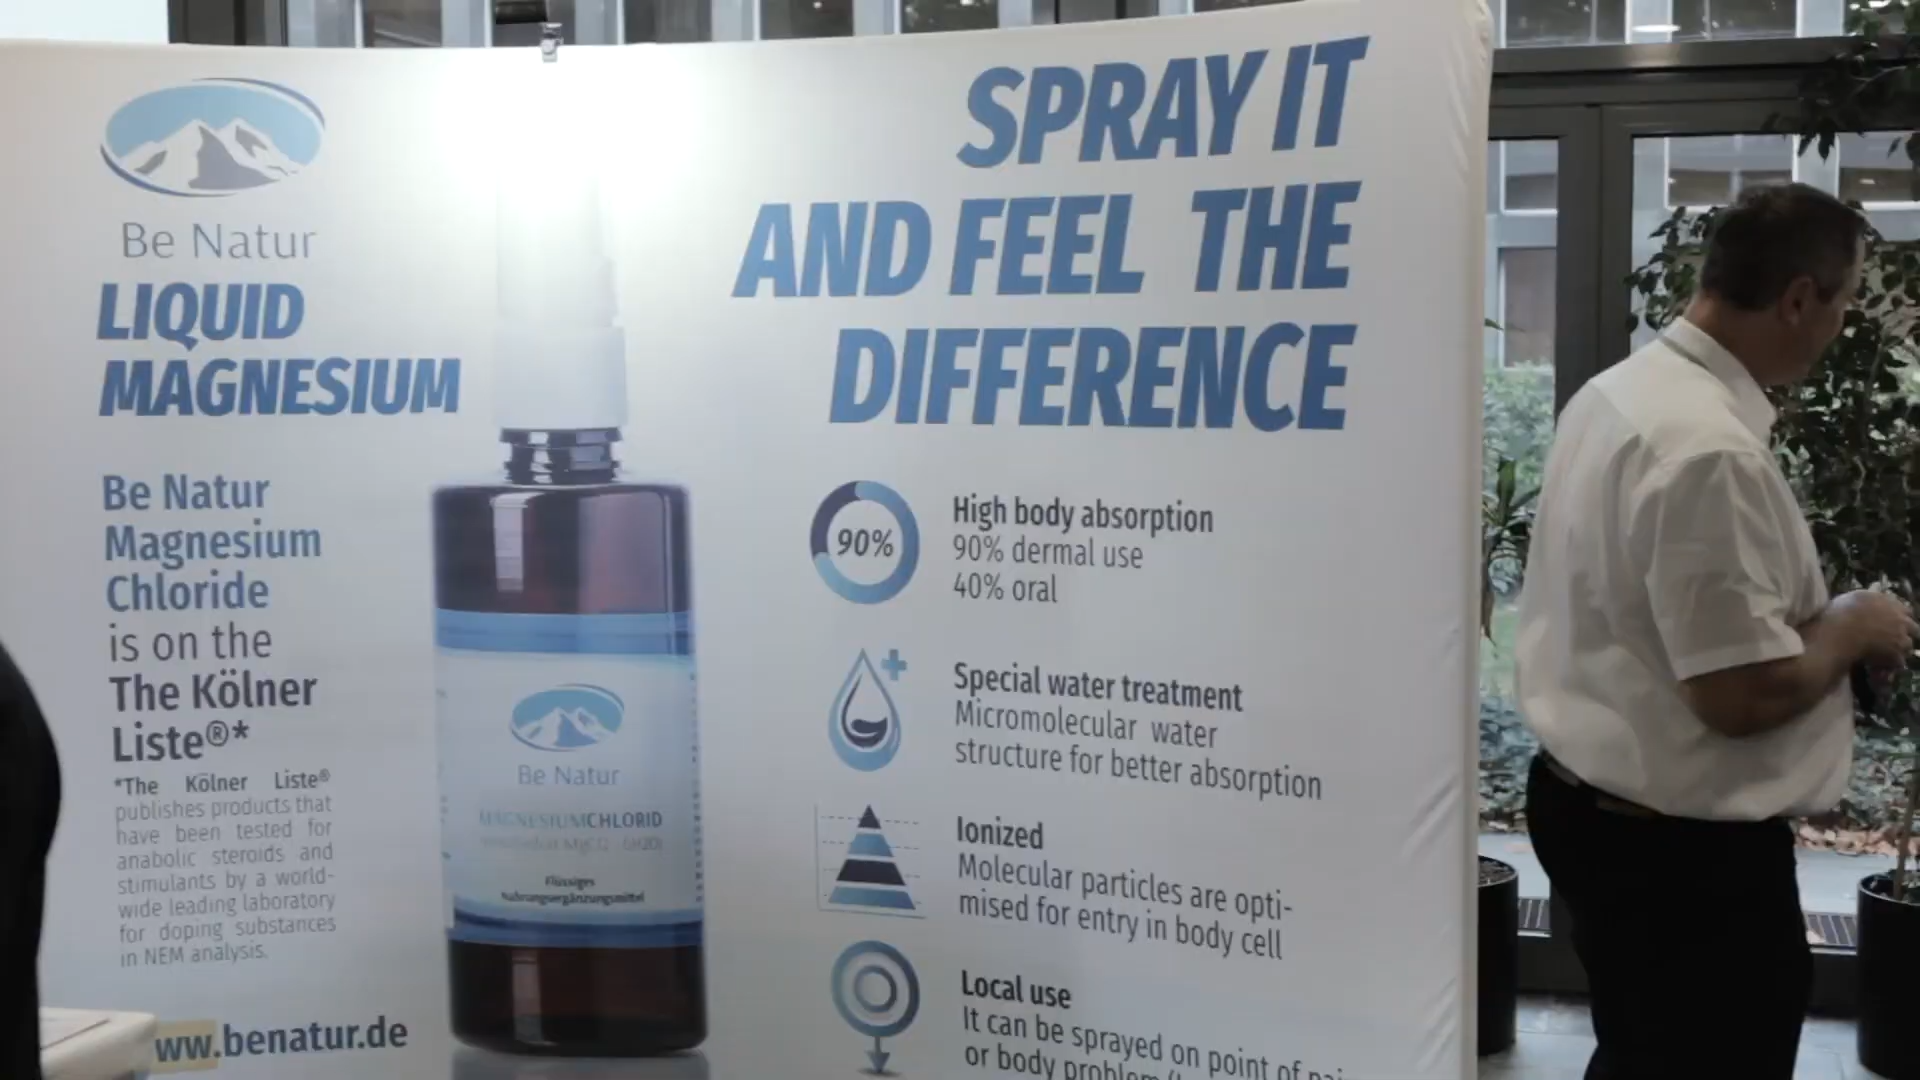 Be Natur
LIQUID
MAGNESIUM
Be Natur
Magnesium
Chloride
is on the
The Kölner
Liste®*
*The Kölner Liste®
publishes products that
have been tested for
anabolic steroids and
stimulants by a world-
wide leading laboratory
for doping substances
in NEM analysis.
ww.benatur.de
Be Natur
MAGNESIUMCHLORID
Flüssiges
Nahrungsergänzungsmittel
SPRAY IT
AND FEEL THE
DIFFERENCE
90%
High body absorption
90% dermal use
40% oral
Special water treatment
Micromolecular water
structure for better absorption
Ionized
Molecular particles are opti-
mised for entry in body cell
Local use
It can be sprayed on point of
or body problem